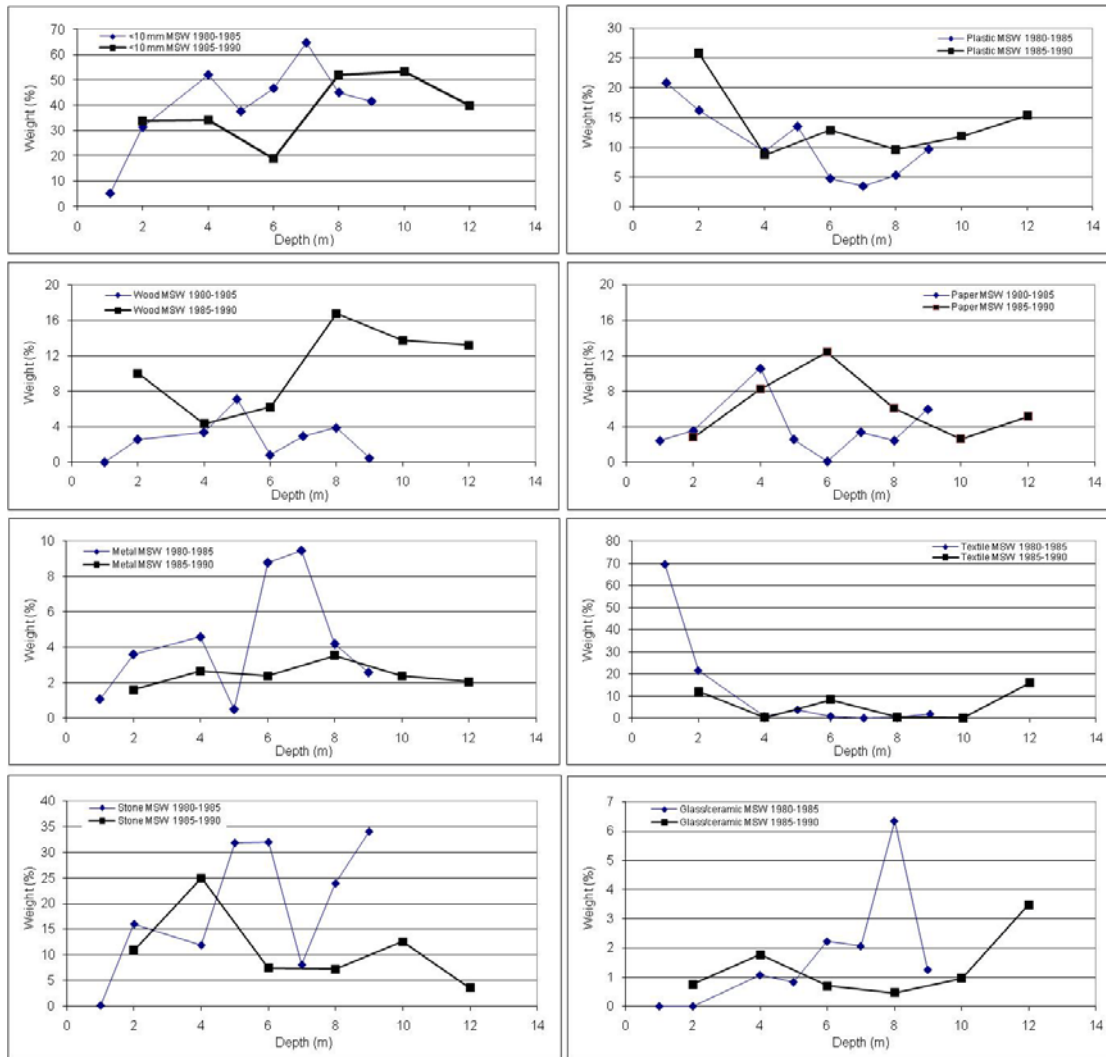 70
60
50
40
30
20
10
0
Weight (%)
<10 mm MSW 1980-1985
<10 mm MSW 1985-1990
0 2 4 6 8 10 12 14
Depth (m)
30
25
20
15
10
5
0
Weight (%)
Plastic MSW 1980-1985
Plastic MSW 1985-1990
0 2 4 6 8 10 12 14
Depth (m)
20
16
12
8
4
0
Weight (%)
Wood MSW 1980-1985
Wood MSW 1985-1990
0 2 4 6 8 10 12 14
Depth (m)
20
16
12
8
4
0
Weight (%)
Paper MSW 1980-1985
Paper MSW 1985-1990
0 2 4 6 8 10 12 14
Depth (m)
10
8
6
4
2
0
Weight (%)
Metal MSW 1980-1985
Metal MSW 1985-1990
0 2 4 6 8 10 12 14
Depth (m)
80
70
60
50
40
30
20
10
0
Weight (%)
Textile MSW 1980-1985
Textile MSW 1985-1990
0 2 4 6 8 10 12 14
Depth (m)
40
35
30
25
20
15
10
5
0
Weight (%)
Stone MSW 1980-1985
Stone MSW 1985-1990
0 2 4 6 8 10 12 14
Depth (m)
7
6
5
4
3
2
1
0
Weight (%)
Glass/ceramic MSW 1980-1985
Glass/ceramic MSW 1985-1990
0 2 4 6 8 10 12 14
Depth (m)